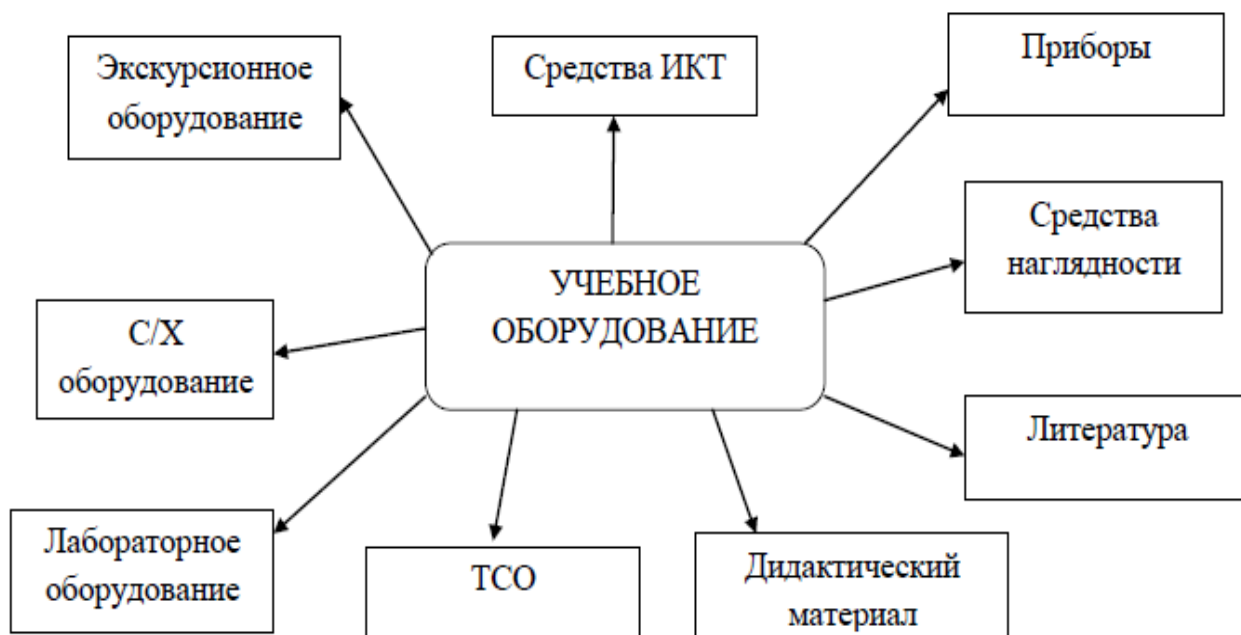 Экскурсионное
оборудование
Средства ИКТ
Приборы
Средства
наглядности
УЧЕБНОЕ
ОБОРУДОВАНИЕ
С/Х
оборудование
Литература
Лабораторное
оборудование
ТСО
Дидактический
материал